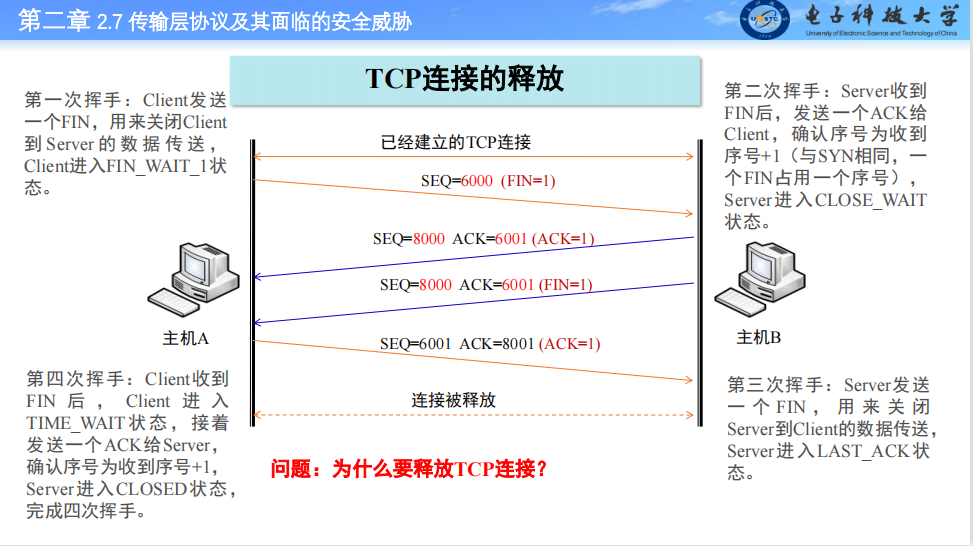 第二章 2.7 传输层协议及其面临的安全威胁
电子科技大学
University of Electronic Science and Technology of China
TCP连接的释放
第一次挥手：Client发送
一个FIN，用来关闭Client
到Server的数据传送，
Client进入FIN_WAIT_1状
态。
第二次挥手：Server收到
FIN后，发送一个ACK给
Client，确认序号为收到
序号+1（与SYN相同，一
个FIN占用一个序号），
Server进入CLOSE_WAIT
状态。
已经建立的TCP连接
SEQ=6000 (FIN=1)
SEQ=8000 ACK=6001 (ACK=1)
SEQ=8000 ACK=6001 (FIN=1)
SEQ=6001 ACK=8001 (ACK=1)
连接被释放
主机A
主机B
第四次挥手：Client收到
FIN后，Client进入
TIME_WAIT状态，接着
发送一个ACK给Server，
确认序号为收到序号+1，
Server进入CLOSED状态，
完成四次挥手。
第三次挥手：Server发送
一个FIN，用来关闭
Server到Client的数据传送，
Server进入LAST_ACK状
态。
问题：为什么要释放TCP连接？